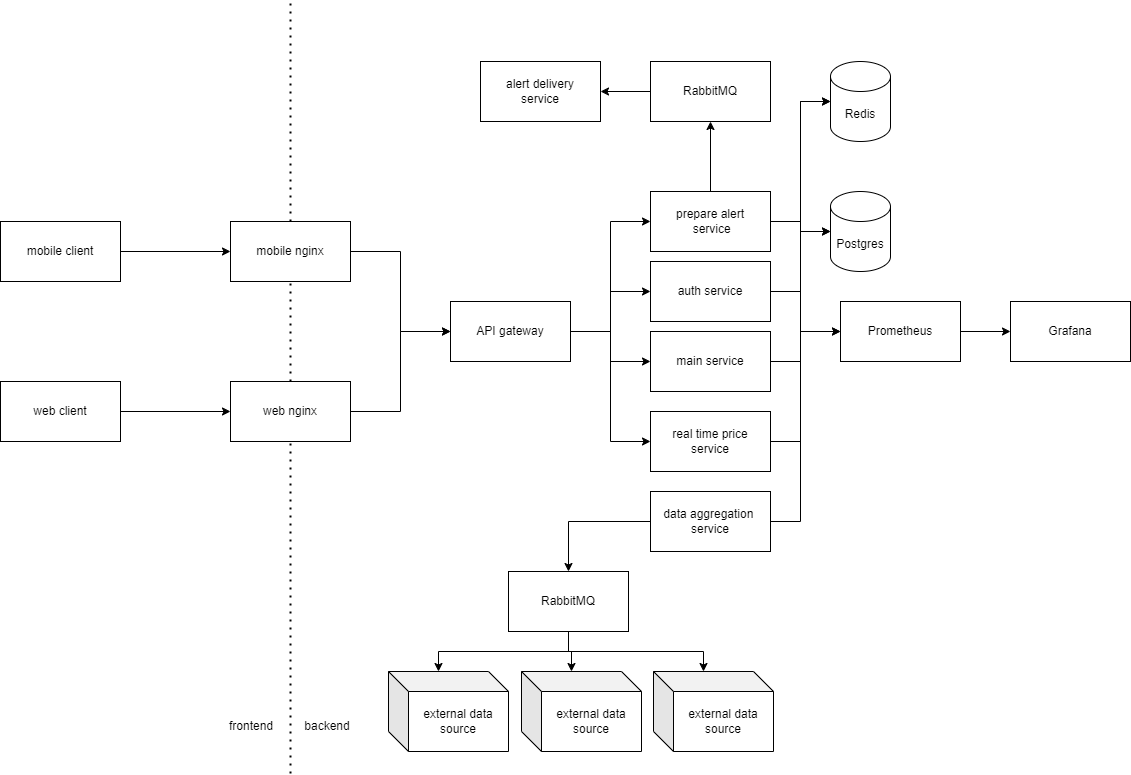 alert delivery
service
RabbitMQ
Redis
prepare alert
service
Postgres
mobile client
mobile nginx
auth service
API gateway
main service
Prometheus
Grafana
web client
web nginx
real time price
service
data aggregation
service
RabbitMQ
external data
source
external data
source
external data
source
frontend
backend